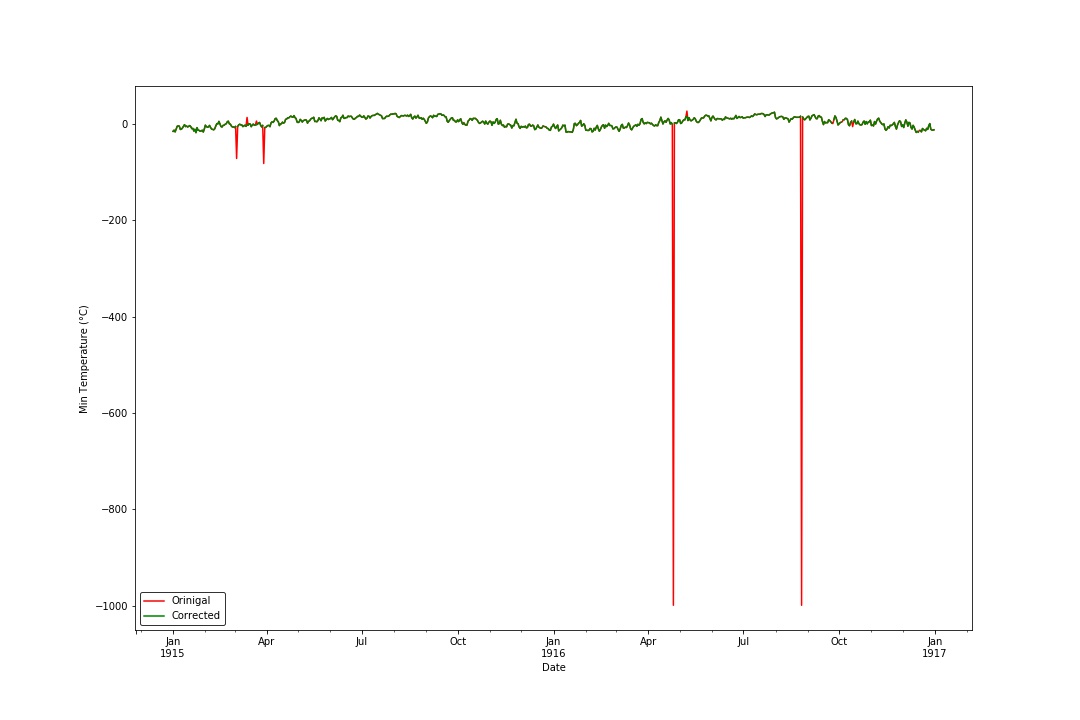 0
−200
−400
−600
−800
−1000
Min Temperature (°C)
Orinigal
Corrected
Jan
1915
Apr
Jul
Oct
Jan
1916
Apr
Jul
Oct
Jan
1917
Date